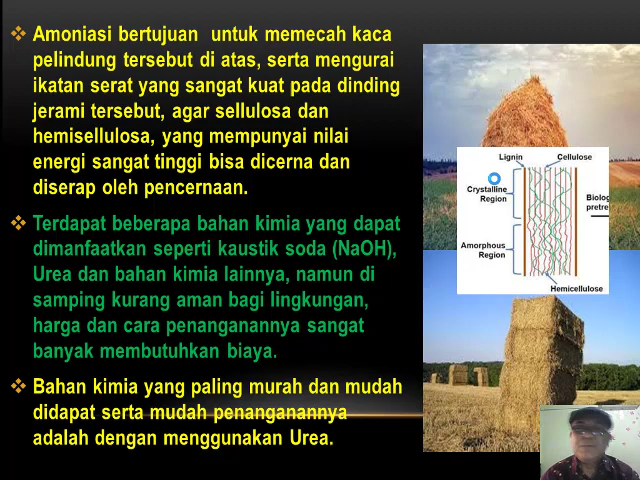 Amoniasi bertujuan untuk memecah kaca
pelindung tersebut di atas, serta mengurai
ikatan serat yang sangat kuat pada dinding
jerami tersebut, agar sellulosa dan
hemisellulosa, yang mempunyai nilai
energi sangat tinggi bisa dicerna dan
diserap oleh pencernaan.
Terdapat beberapa bahan kimia yang dapat
dimanfaatkan seperti kaustik soda (NaOH),
Urea dan bahan kimia lainnya, namun di
samping kurang aman bagi lingkungan,
harga dan cara penanganannya sangat
banyak membutuhkan biaya.
Bahan kimia yang paling murah dan mudah
didapat serta mudah penanganannya
adalah dengan menggunakan Urea.
Lignin
Cellulose
Crystalline
Region
Biolog
pretre
Amorphous
Region
Hemicellulose